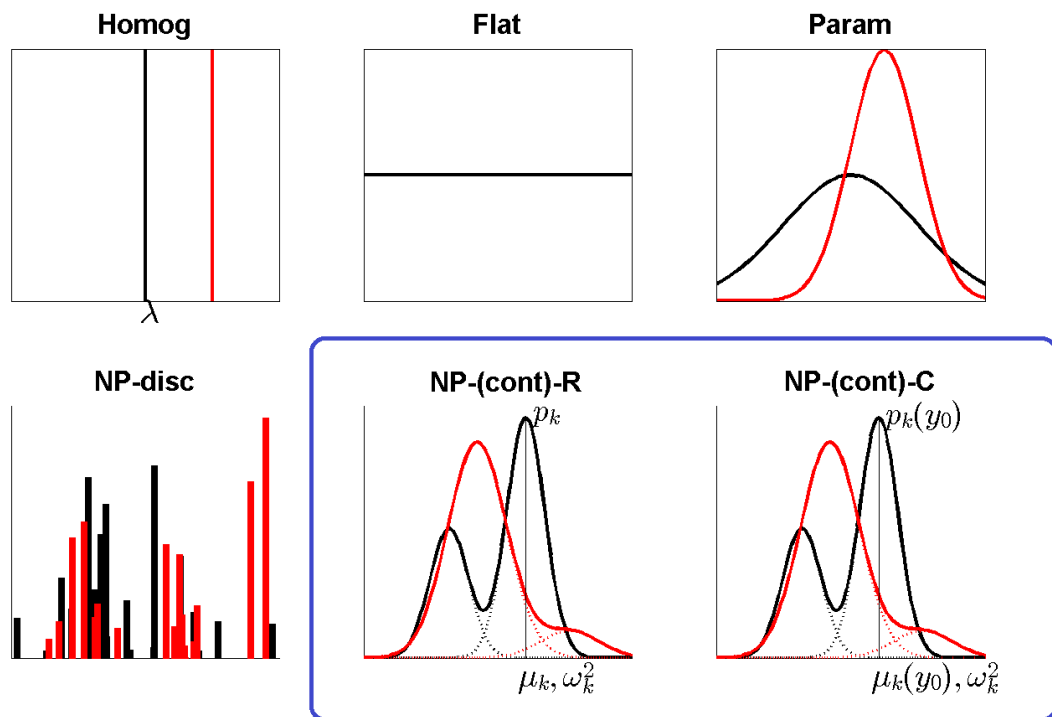 Homog
Flat
Param
λ
NP-disc
NP-(cont)-R
NP-(cont)-C
p_k
p_k(y_0)
μ_k, ω_k^2
μ_k(y_0), ω_k^2